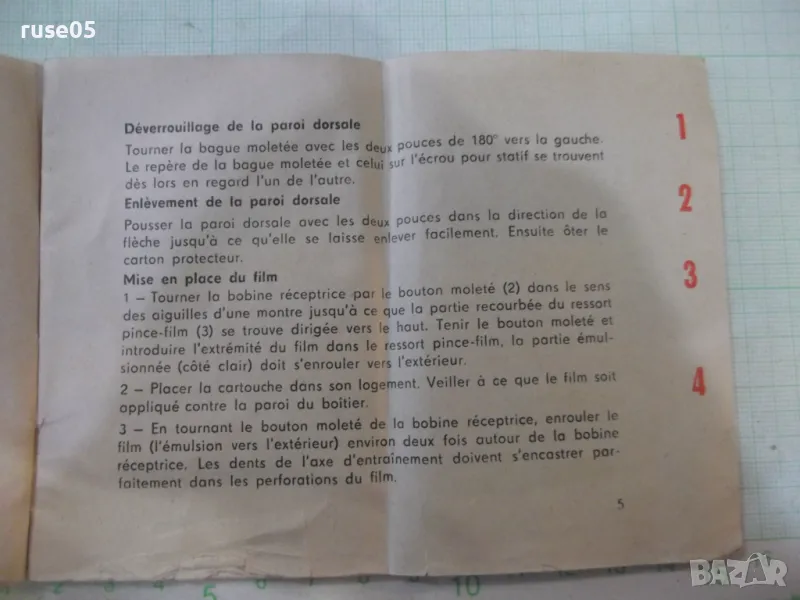 ruse05
Déverrouillage de la paroi dorsale
Tourner la bague moletée avec les deux pouces de 180° vers la gauche.
Le repère de la bague moletée et celui sur l'écrou pour statif se trouvent
dès lors en regard l'un de l'autre.
1
Enlèvement de la paroi dorsale
Pousser la paroi dorsale avec les deux pouces dans la direction de la
flèche jusqu'à ce qu'elle se laisse enlever facilement. Ensuite ôter le
carton protecteur.
2
Mise en place du film
1 – Tourner la bobine réceptrice par le bouton moleté (2) dans le sens
des aiguilles d'une montre jusqu'à ce que la partie recourbée du ressort
pince-film (3) se trouve dirigée vers le haut. Tenir le bouton moleté et
introduire l'extrémité du film dans le ressort pince-film, la partie émul-
sionnée (côté clair) doit s'enrouler vers l'extérieur.
3
2 – Placer la cartouche dans son logement. Veiller à ce que le film soit
appliqué contre la paroi du boîtier.
4
3 – En tournant le bouton moleté de la bobine réceptrice, enrouler le
film (l'émulsion vers l'extérieur) environ deux fois autour de la bobine
réceptrice. Les dents de l'axe d'entraînement doivent s'encastrer par-
faitement dans les perforations du film.
5
5
10
BAZAR